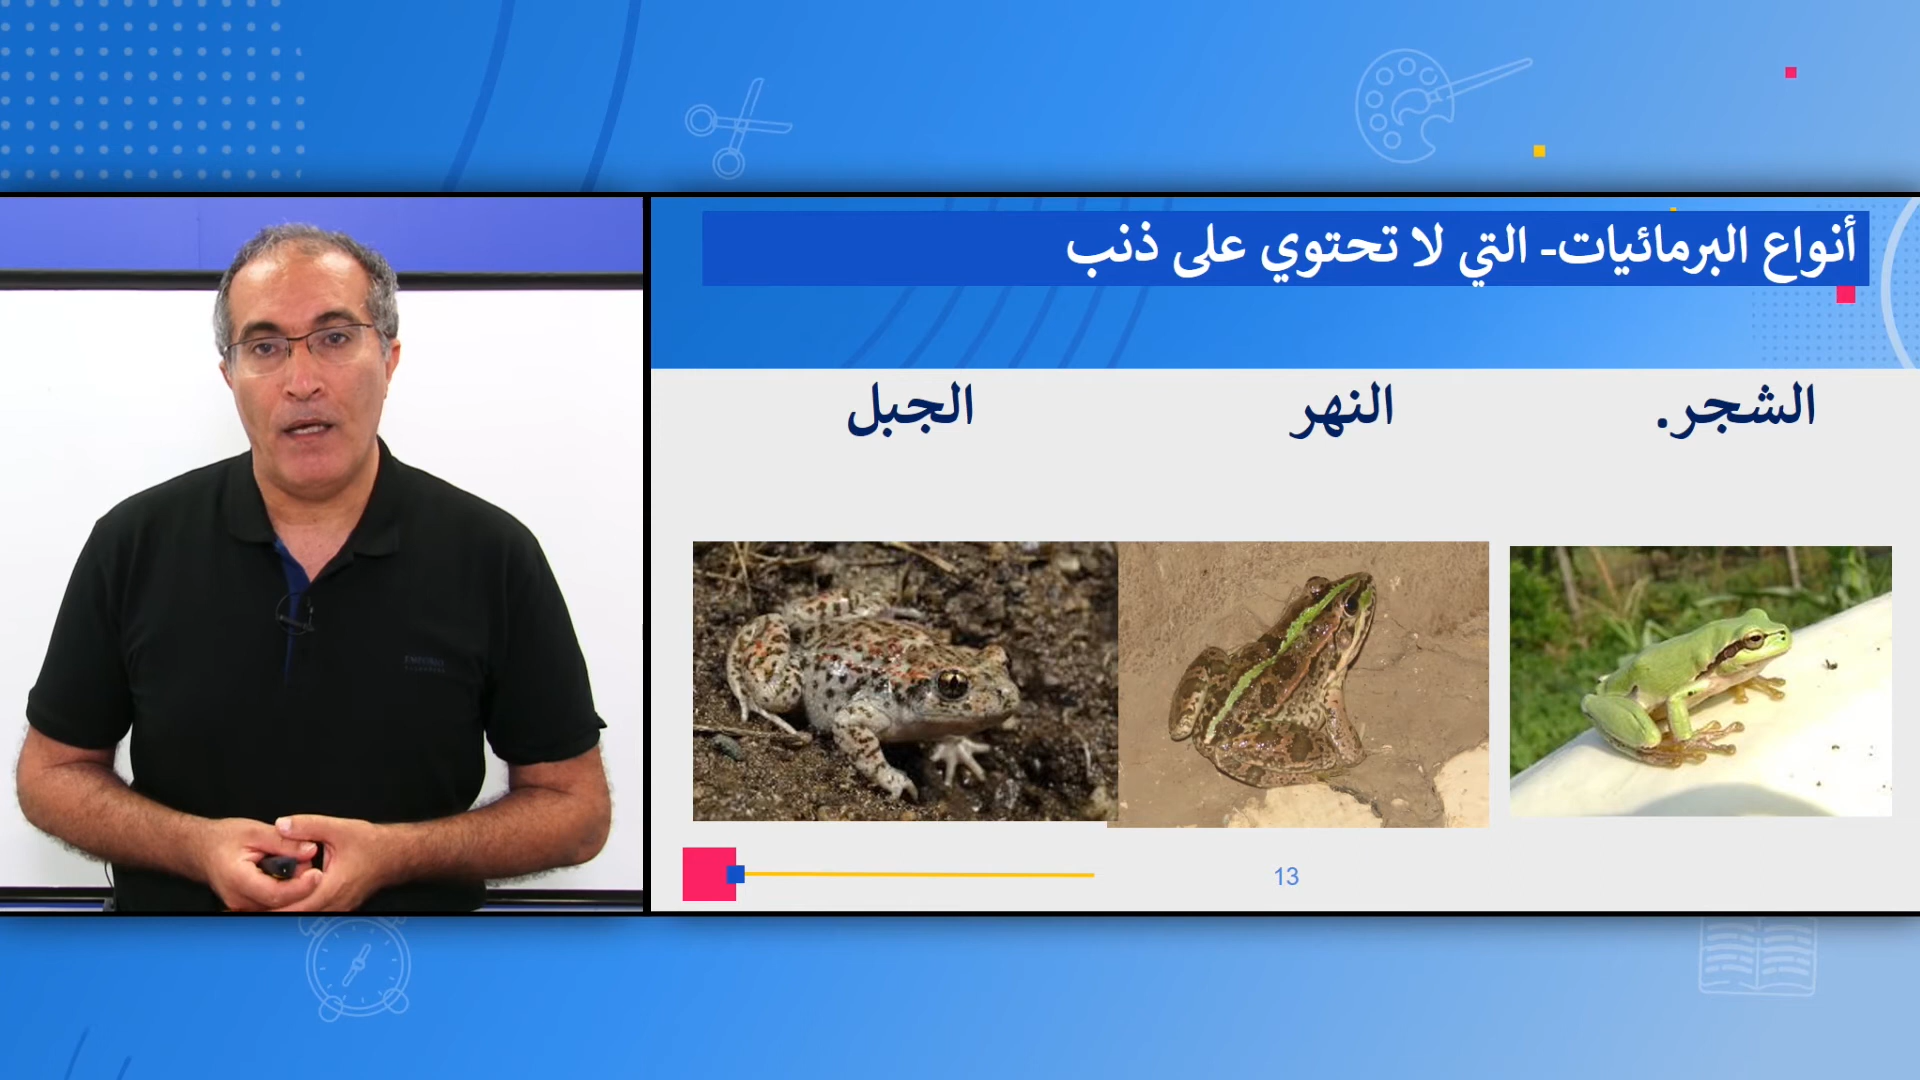 أنواع البرمائيات- التي لا تحتوي على ذنب
الشجر.
النهر
الجبل
13